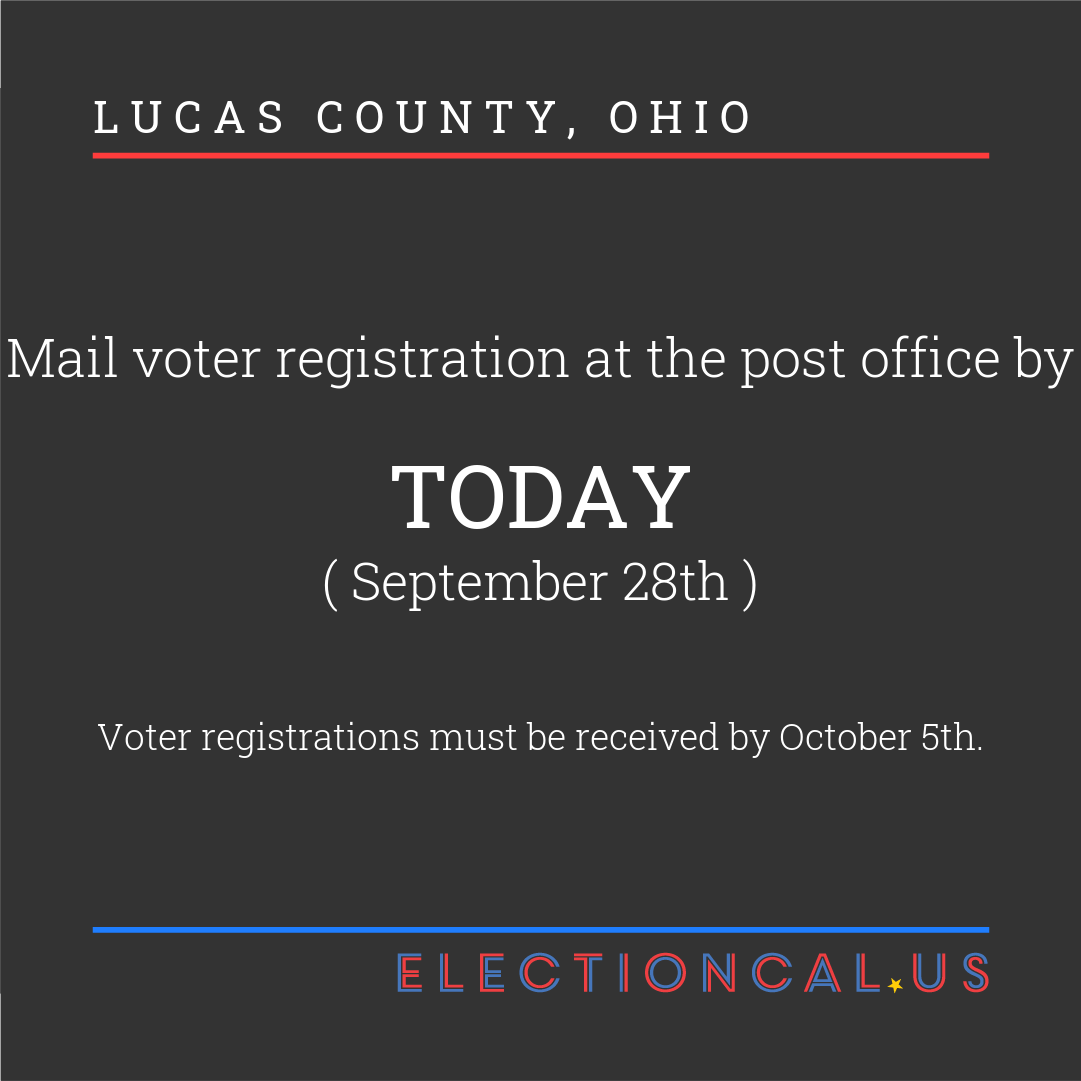 LUCAS COUNTY, OHIO
Mail voter registration at the post office by
TODAY
( September 28th )
Voter registrations must be received by October 5th.
ELECTIONCAL.US